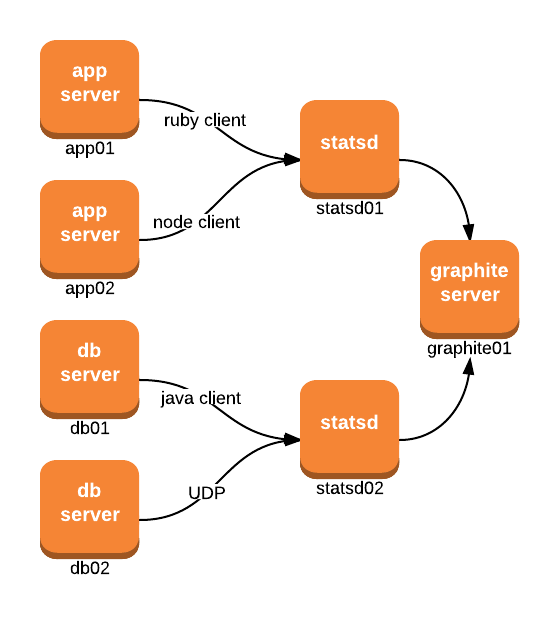 app
server
app01
ruby client
app
server
app02
node client
statsd
statsd01
graphite
server
graphite01
db
server
db01
java client
db
server
db02
UDP
statsd
statsd02